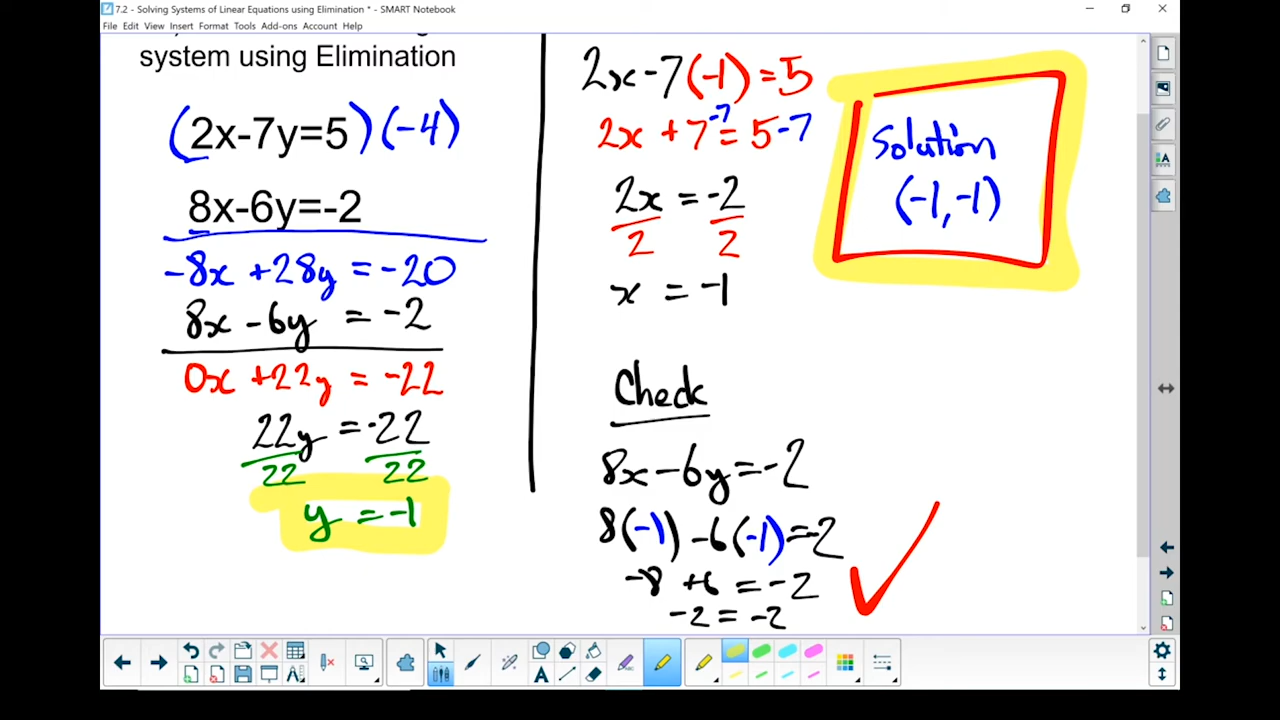 7.2 - Solving Systems of Linear Equations using Elimination * - SMART Notebook
File Edit View Insert Format Tools Add-ons Account Help
system using Elimination
(2x-7y=5)(-4)
8x-6y=-2
-8x +28y = -20
8x - 6y = -2
0x +22y = -22
22y = -22
22 22
y = -1
2x-7(-1)=5
2x + 7 -7 = 5-7
2x = -2
2 2
x = -1
Check
8x-6y=-2
8(-1) -6(-1)=-2
-8 +6 = -2
-2 = -2
Solution
(-1,-1)